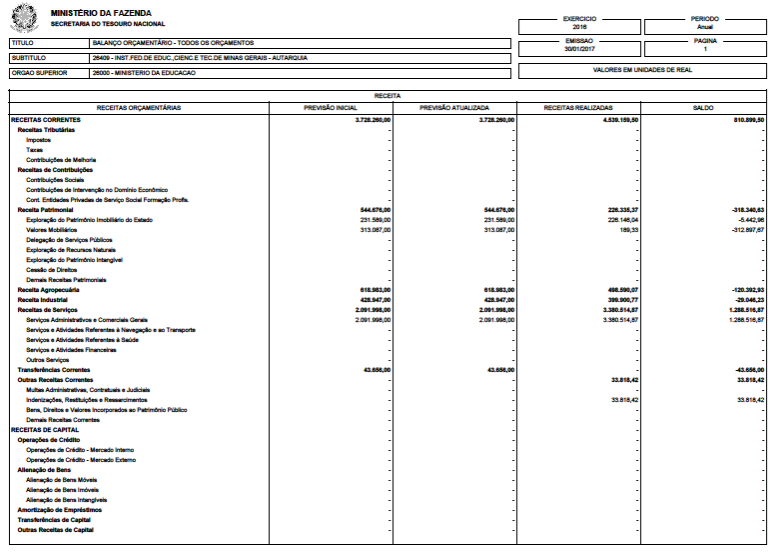 MINISTÉRIO DA FAZENDA
SECRETARIA DO TESOURO NACIONAL
EXERCICIO
2016
PERIODO
Anual
EMISSAO
30/01/2017
PAGINA
1
VALORES EM UNIDADES DE REAL
TITULO BALANÇO ORÇAMENTÁRIO - TODOS OS ORÇAMENTOS
SUBTITULO 26409 - INST.FED.DE EDUC.,CIENC.E TEC.DE MINAS GERAIS - AUTARQUIA
ORGAO SUPERIOR 26000 - MINISTERIO DA EDUCACAO
RECEITA
RECEITAS ORÇAMENTÁRIAS PREVISÃO INICIAL PREVISÃO ATUALIZADA RECEITAS REALIZADAS SALDO
RECEITAS CORRENTES 3.728.260,00 3.728.260,00 4.539.159,50 810.899,50
Receitas Tributárias - - - -
Impostos - - - -
Taxas - - - -
Contribuições de Melhoria - - - -
Receitas de Contribuições - - - -
Contribuições Sociais - - - -
Contribuições de Intervenção no Domínio Econômico - - - -
Cont. Entidades Privadas de Serviço Social Formação Profis. - - - -
Receita Patrimonial 544.676,00 544.676,00 226.335,37 -318.340,63
Exploração do Patrimônio Imobiliário do Estado 231.589,00 231.589,00 226.146,04 -5.442,96
Valores Mobiliários 313.087,00 313.087,00 189,33 -312.897,67
Delegação de Serviços Públicos - - - -
Exploração de Recursos Naturais - - - -
Exploração do Patrimônio Intangível - - - -
Cessão de Direitos - - - -
Demais Receitas Patrimoniais - - - -
Receita Agropecuária 618.983,00 618.983,00 498.590,07 -120.392,93
Receita Industrial 428.947,00 428.947,00 399.900,77 -29.046,23
Receitas de Serviços 2.091.998,00 2.091.998,00 3.380.514,87 1.288.516,87
Serviços Administrativos e Comerciais Gerais 2.091.998,00 2.091.998,00 3.380.514,87 1.288.516,87
Serviços e Atividades Referentes à Navegação e ao Transporte - - - -
Serviços e Atividades Referentes à Saúde - - - -
Serviços e Atividades Financeiras - - - -
Outros Serviços - - - -
Transferências Correntes 43.656,00 43.656,00 - -43.656,00
Outras Receitas Correntes - - 33.818,42 33.818,42
Multas Administrativas, Contratuais e Judiciais - - - -
Indenizações, Restituições e Ressarcimentos - - 33.818,42 33.818,42
Bens, Direitos e Valores Incorporados ao Patrimônio Público - - - -
Demais Receitas Correntes - - - -
RECEITAS DE CAPITAL - - - -
Operações de Crédito - - - -
Operações de Crédito - Mercado Interno - - - -
Operações de Crédito - Mercado Externo - - - -
Alienação de Bens - - - -
Alienação de Bens Móveis - - - -
Alienação de Bens Imóveis - - - -
Alienação de Bens Intangíveis - - - -
Amortização de Empréstimos - - - -
Transferências de Capital - - - -
Outras Receitas de Capital - - - -